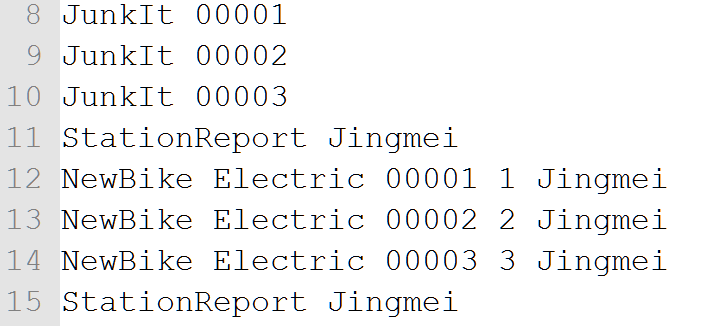 8 JunkIt 00001
9 JunkIt 00002
10 JunkIt 00003
11 StationReport Jingmei
12 NewBike Electric 00001 1 Jingmei
13 NewBike Electric 00002 2 Jingmei
14 NewBike Electric 00003 3 Jingmei
15 StationReport Jingmei